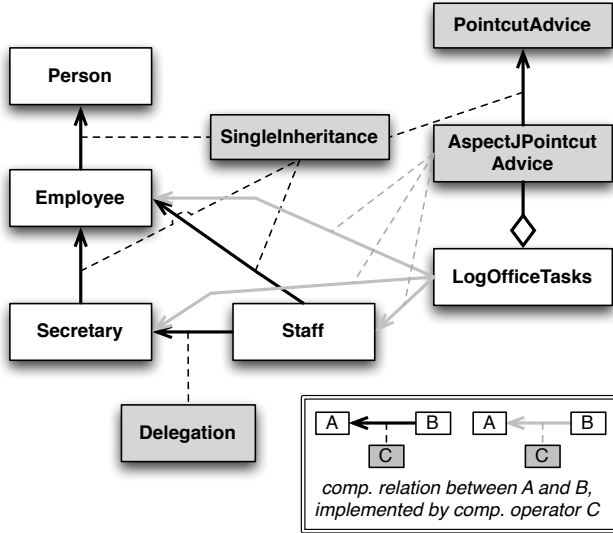 PointcutAdvice
Person
SingleInheritance
AspectJPointcut
Advice
Employee
LogOfficeTasks
Secretary
Staff
Delegation
A B A B
C C
comp. relation between A and B,
implemented by comp. operator C